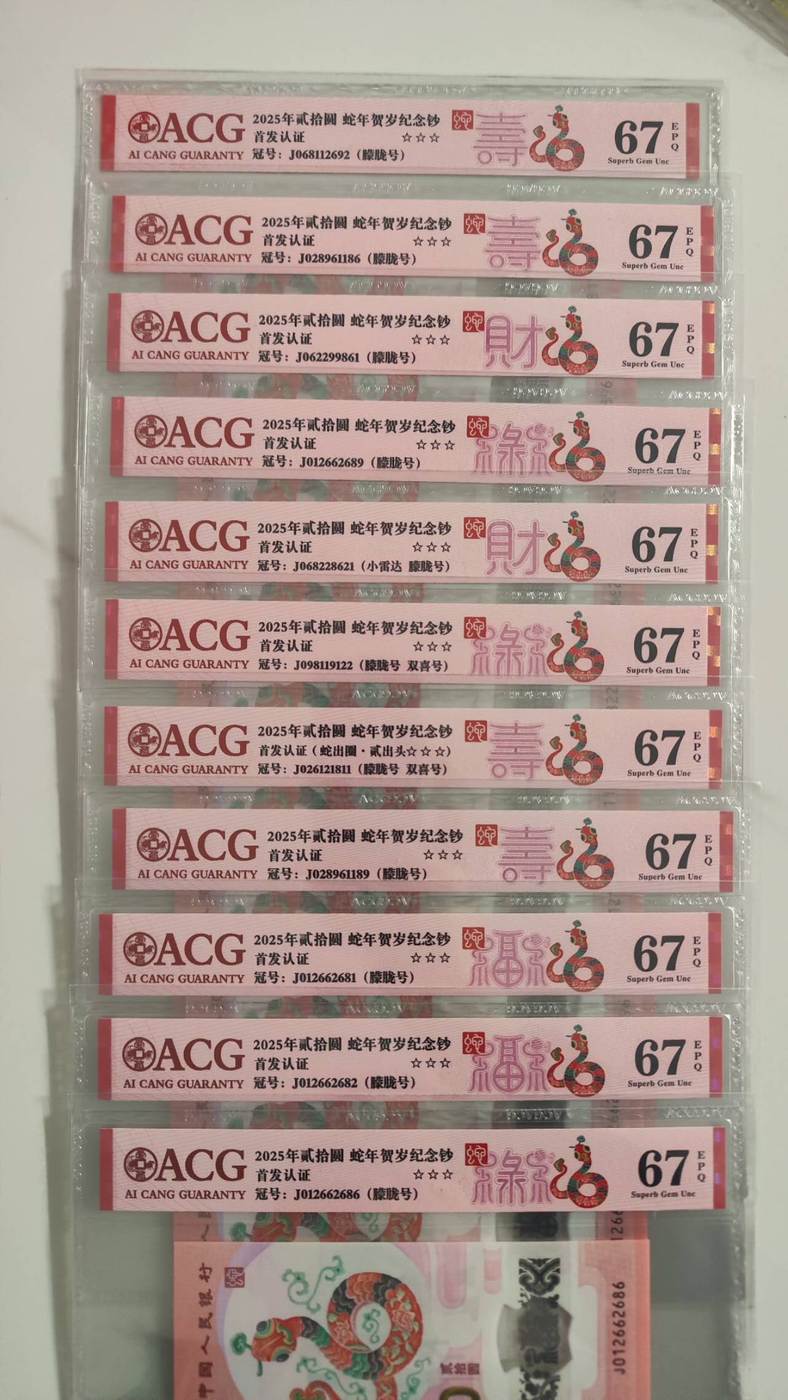 ACG 2025年贰拾圆 蛇年贺岁纪念钞 壽 67 EPQ
首发认证 ☆☆☆
AI CANG GUARANTY 冠号：J068112692（朦胧号） Superb Gem Unc
ACG 2025年贰拾圆 蛇年贺岁纪念钞 壽 67 EPQ
首发认证 ☆☆☆
AI CANG GUARANTY 冠号：J028961186（朦胧号） Superb Gem Unc
ACG 2025年贰拾圆 蛇年贺岁纪念钞 財 67 EPQ
首发认证 ☆☆☆
AI CANG GUARANTY 冠号：J062299861（朦胧号） Superb Gem Unc
ACG 2025年贰拾圆 蛇年贺岁纪念钞 祿 67 EPQ
首发认证 ☆☆☆
AI CANG GUARANTY 冠号：J012662689（朦胧号） Superb Gem Unc
ACG 2025年贰拾圆 蛇年贺岁纪念钞 財 67 EPQ
首发认证 ☆☆☆
AI CANG GUARANTY 冠号：J068228621（小雷达 朦胧号） Superb Gem Unc
ACG 2025年贰拾圆 蛇年贺岁纪念钞 祿 67 EPQ
首发认证 ☆☆☆
AI CANG GUARANTY 冠号：J098119122（朦胧号 双喜号） Superb Gem Unc
ACG 2025年贰拾圆 蛇年贺岁纪念钞 壽 67 EPQ
首发认证（蛇出圈·贰出头☆☆☆）
AI CANG GUARANTY 冠号：J026121811（朦胧号 双喜号） Superb Gem Unc
ACG 2025年贰拾圆 蛇年贺岁纪念钞 壽 67 EPQ
首发认证 ☆☆☆
AI CANG GUARANTY 冠号：J028961189（朦胧号） Superb Gem Unc
ACG 2025年贰拾圆 蛇年贺岁纪念钞 福 67 EPQ
首发认证 ☆☆☆
AI CANG GUARANTY 冠号：J012662681（朦胧号） Superb Gem Unc
ACG 2025年贰拾圆 蛇年贺岁纪念钞 福 67 EPQ
首发认证 ☆☆☆
AI CANG GUARANTY 冠号：J012662682（朦胧号） Superb Gem Unc
ACG 2025年贰拾圆 蛇年贺岁纪念钞 祿 67 EPQ
首发认证 ☆☆☆
AI CANG GUARANTY 冠号：J012662686（朦胧号） Superb Gem Unc
中國人民銀行
贰拾圆
J012662686